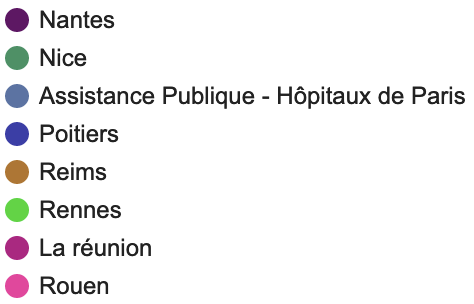 Nantes
Nice
Assistance Publique - Hôpitaux de Paris
Poitiers
Reims
Rennes
La réunion
Rouen